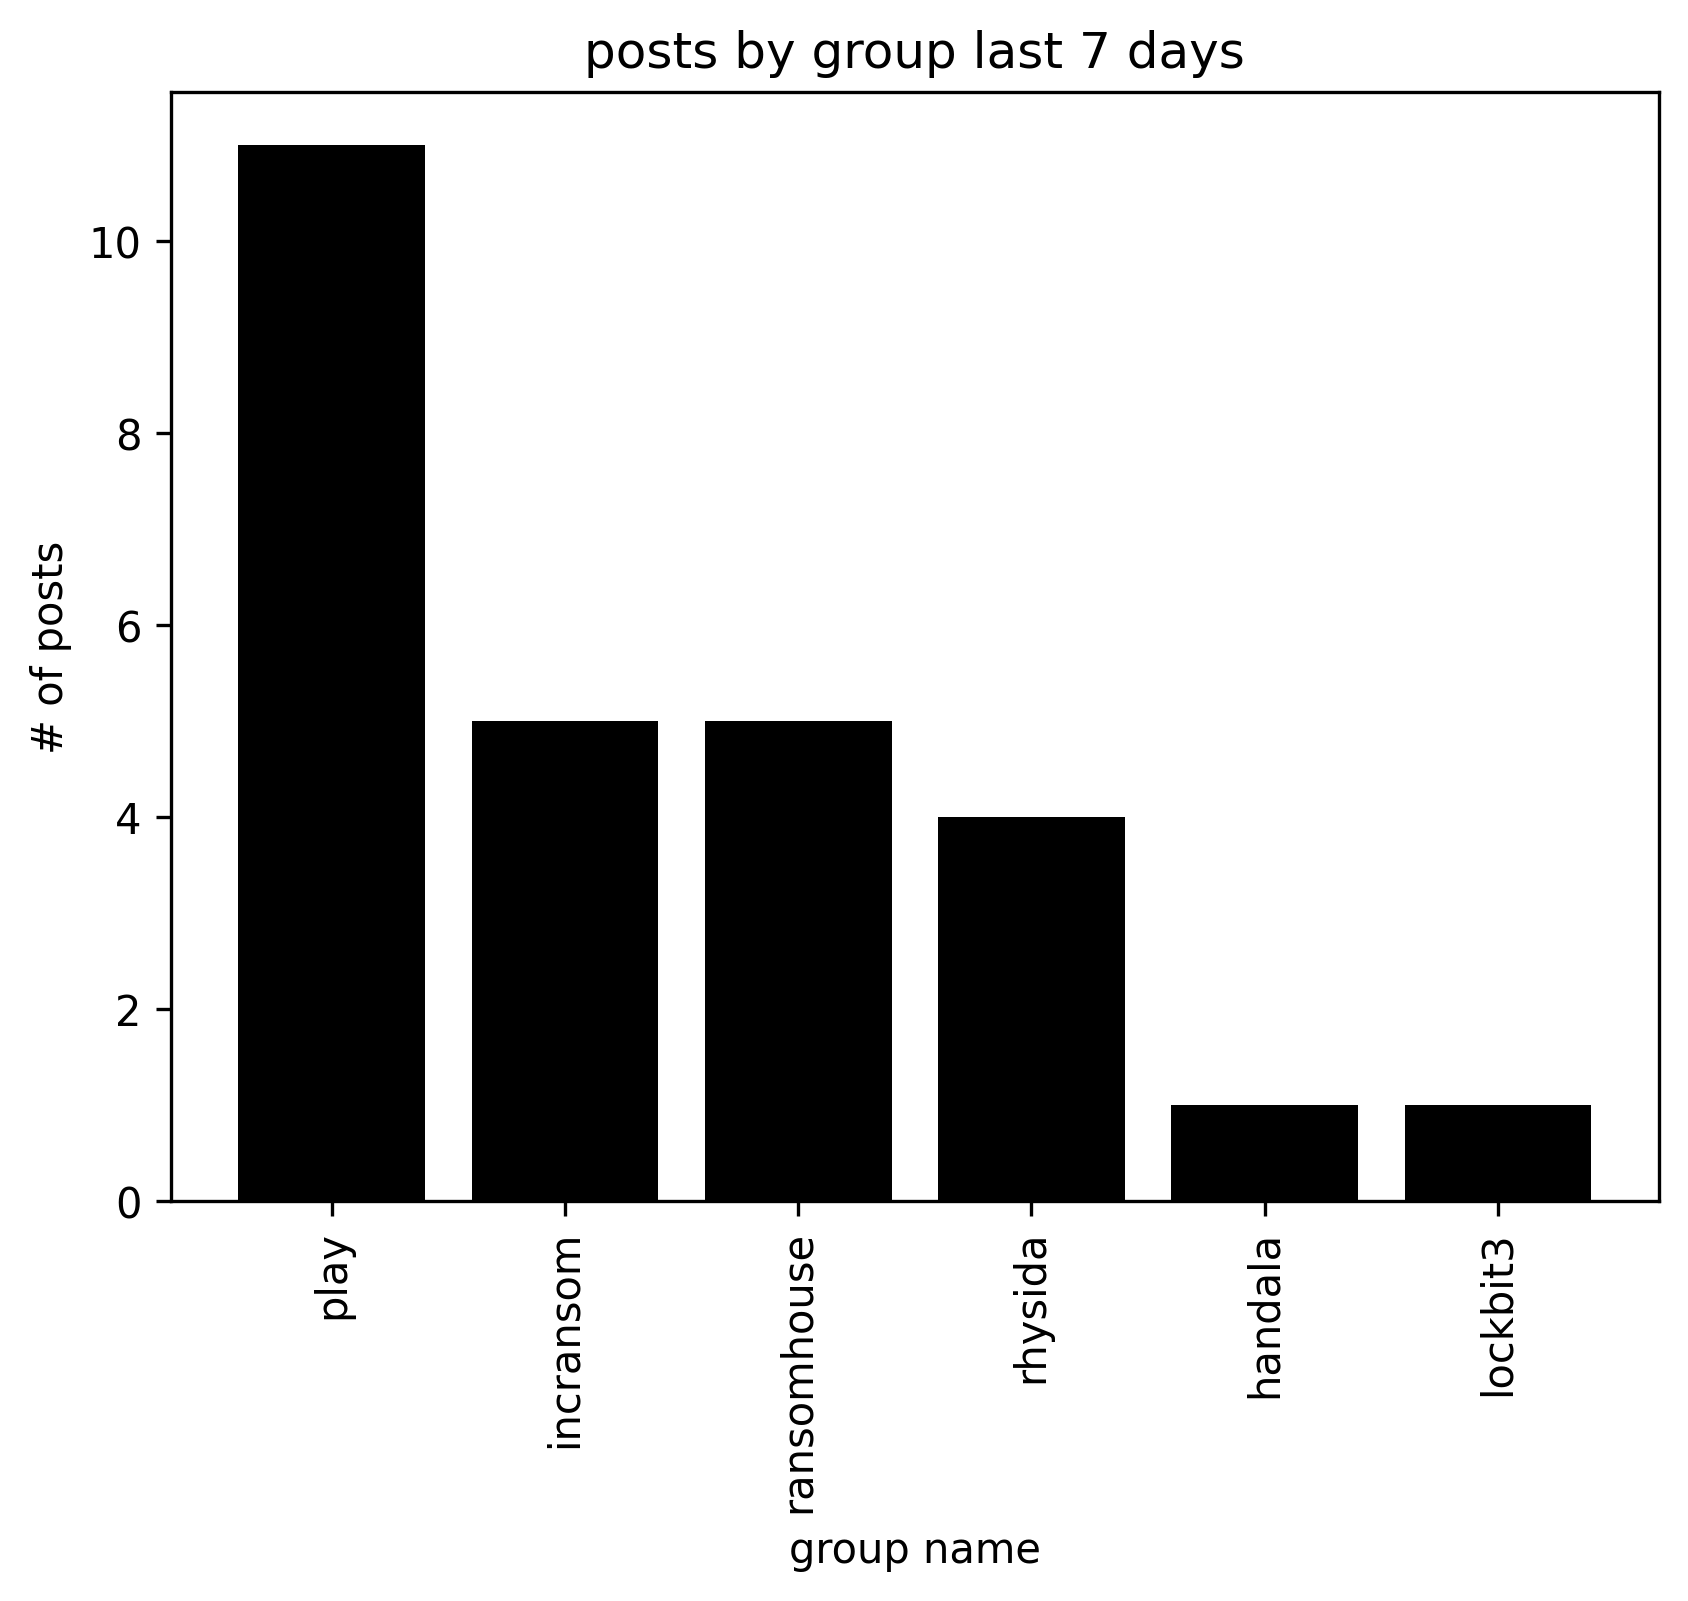 posts by group last 7 days
# of posts
10
8
6
4
2
0
play
incransom
ransomhouse
rhysida
handala
lockbit3
group name